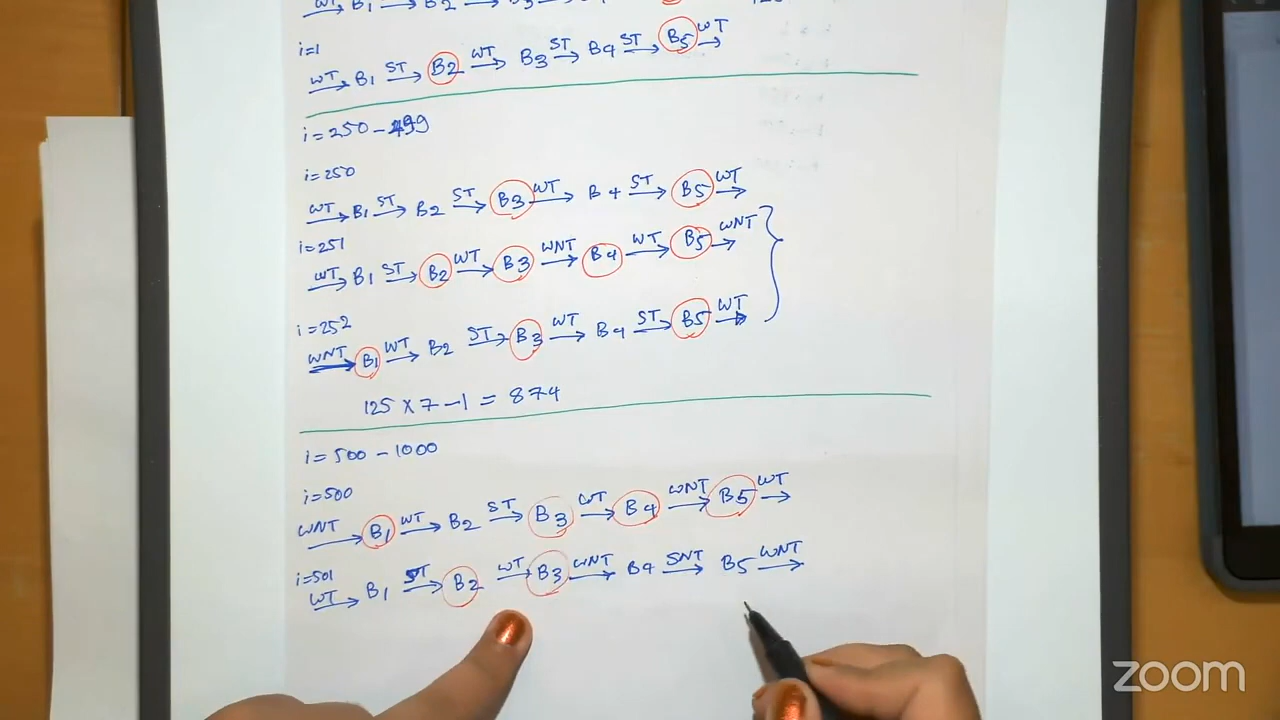 WT B1 B2
i=1
WT B1 ST B2 WT B3 ST B4 ST B5 WT
i=250-499
i=250
WT B1 ST B2 ST B3 WT B4 ST B5 WT
i=251
WT B1 ST B2 WT B3 WNT B4 WT B5 WNT
i=252
WNT B1 WT B2 ST B3 WT B4 ST B5 WT
125 x 7 - 1 = 874
i=500-1000
i=500
WNT B1 WT B2 ST B3 WT B4 WNT B5 WT
i=501
WT B1 ST B2 WT B3 WNT B4 SNT B5 WNT
zoom